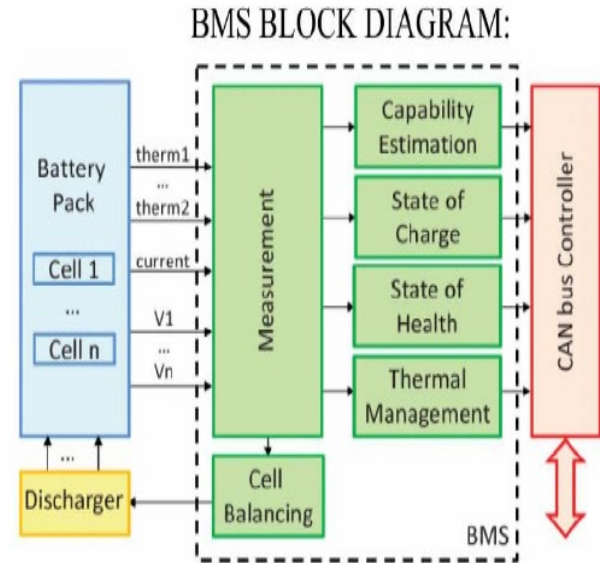 BMS BLOCK DIAGRAM:
Battery
Pack
Cell 1
...
Cell n
therm1
...
therm2
current
V1
...
Vn
Measurement
Capability
Estimation
State of
Charge
State of
Health
Thermal
Management
CAN bus Controller
...
Discharger
Cell
Balancing
BMS